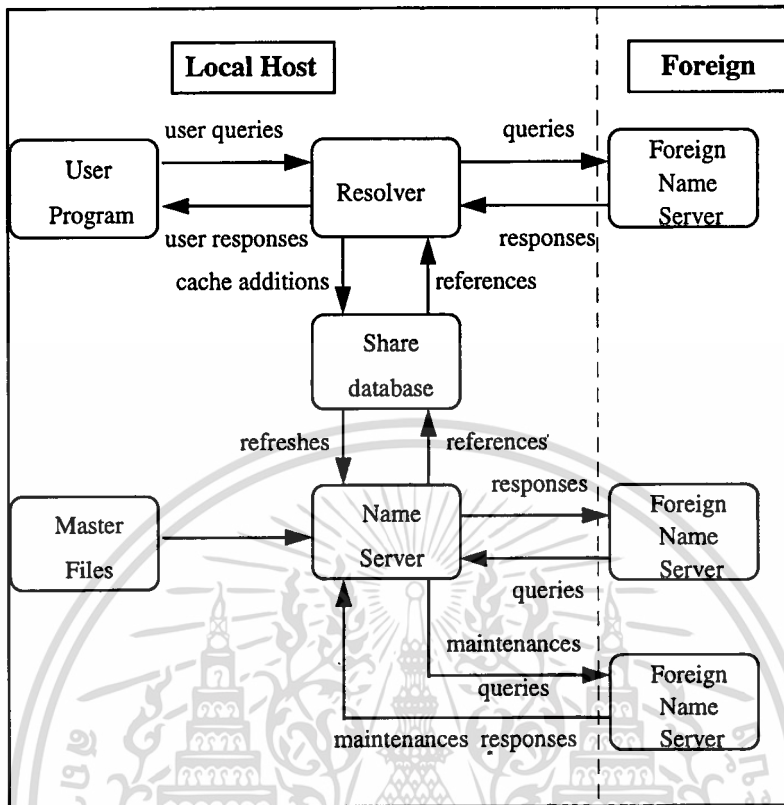 Local Host
Foreign
user queries
queries
User
Program
Resolver
Foreign
Name
Server
user responses
responses
cache additions
references
Share
database
refreshes
references
responses
Master
Files
Name
Server
Foreign
Name
Server
queries
maintenances
queries
Foreign
Name
Server
maintenances responses